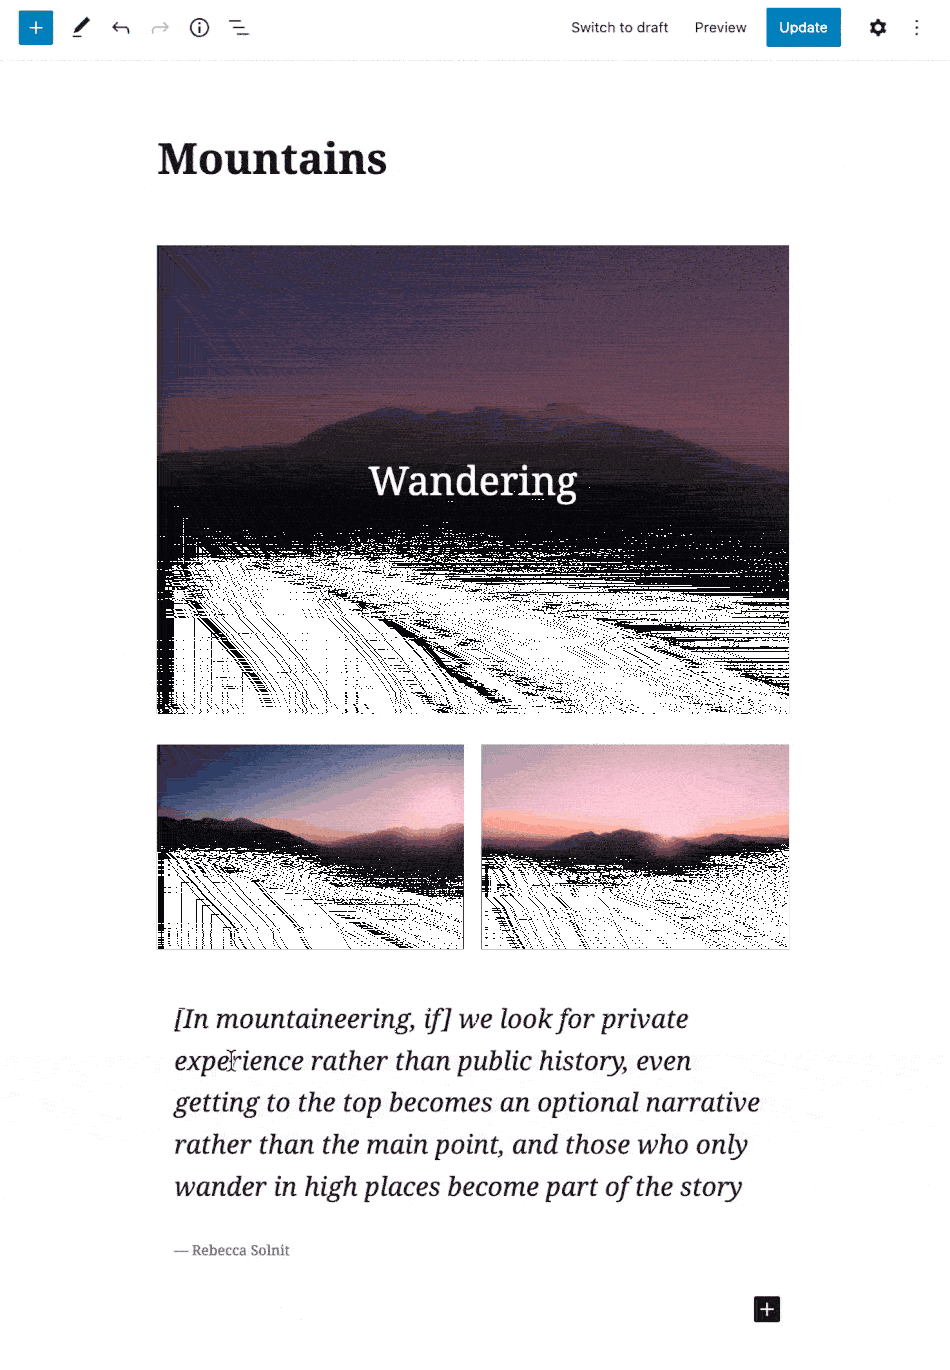 Switch to draft Preview Update
Mountains
Wandering
[In mountaineering, if] we look for private
experience rather than public history, even
getting to the top becomes an optional narrative
rather than the main point, and those who only
wander in high places become part of the story
— Rebecca Solnit